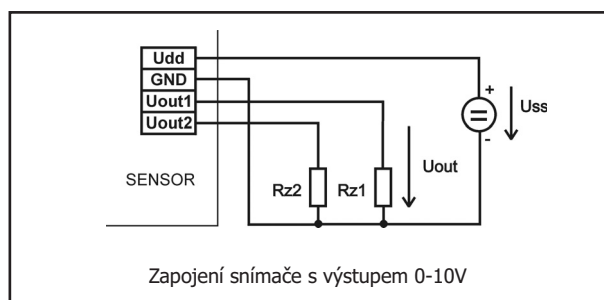 Udd
GND
Uout1
Uout2
SENSOR
Rz2
Rz1
Uout
+
-
Uss
Zapojení snímače s výstupem 0-10V